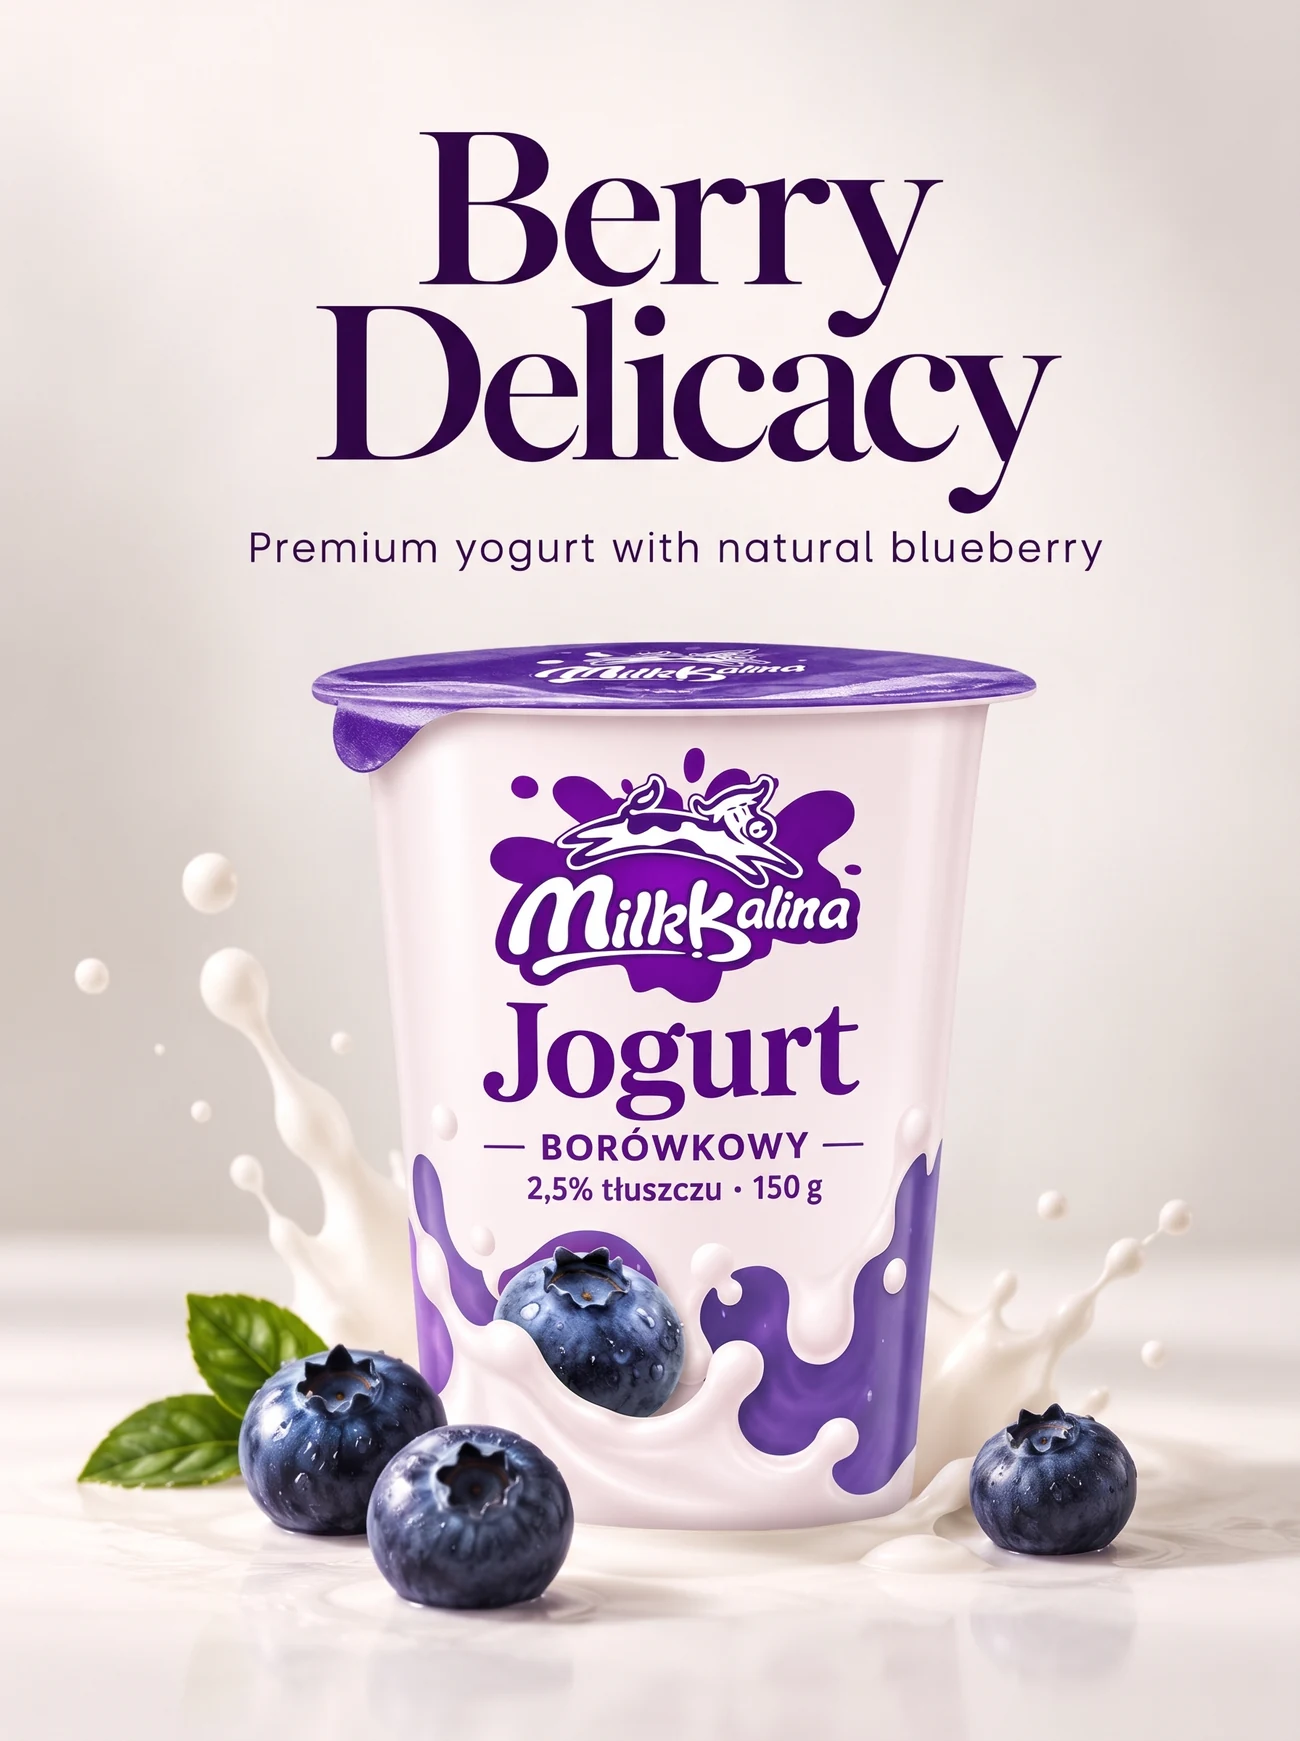 Berry
Delicacy
Premium yogurt with natural blueberry
MilkKalina
MilkKalina
Jogurt
BORÓWKOWY
2,5% tłuszczu · 150 g